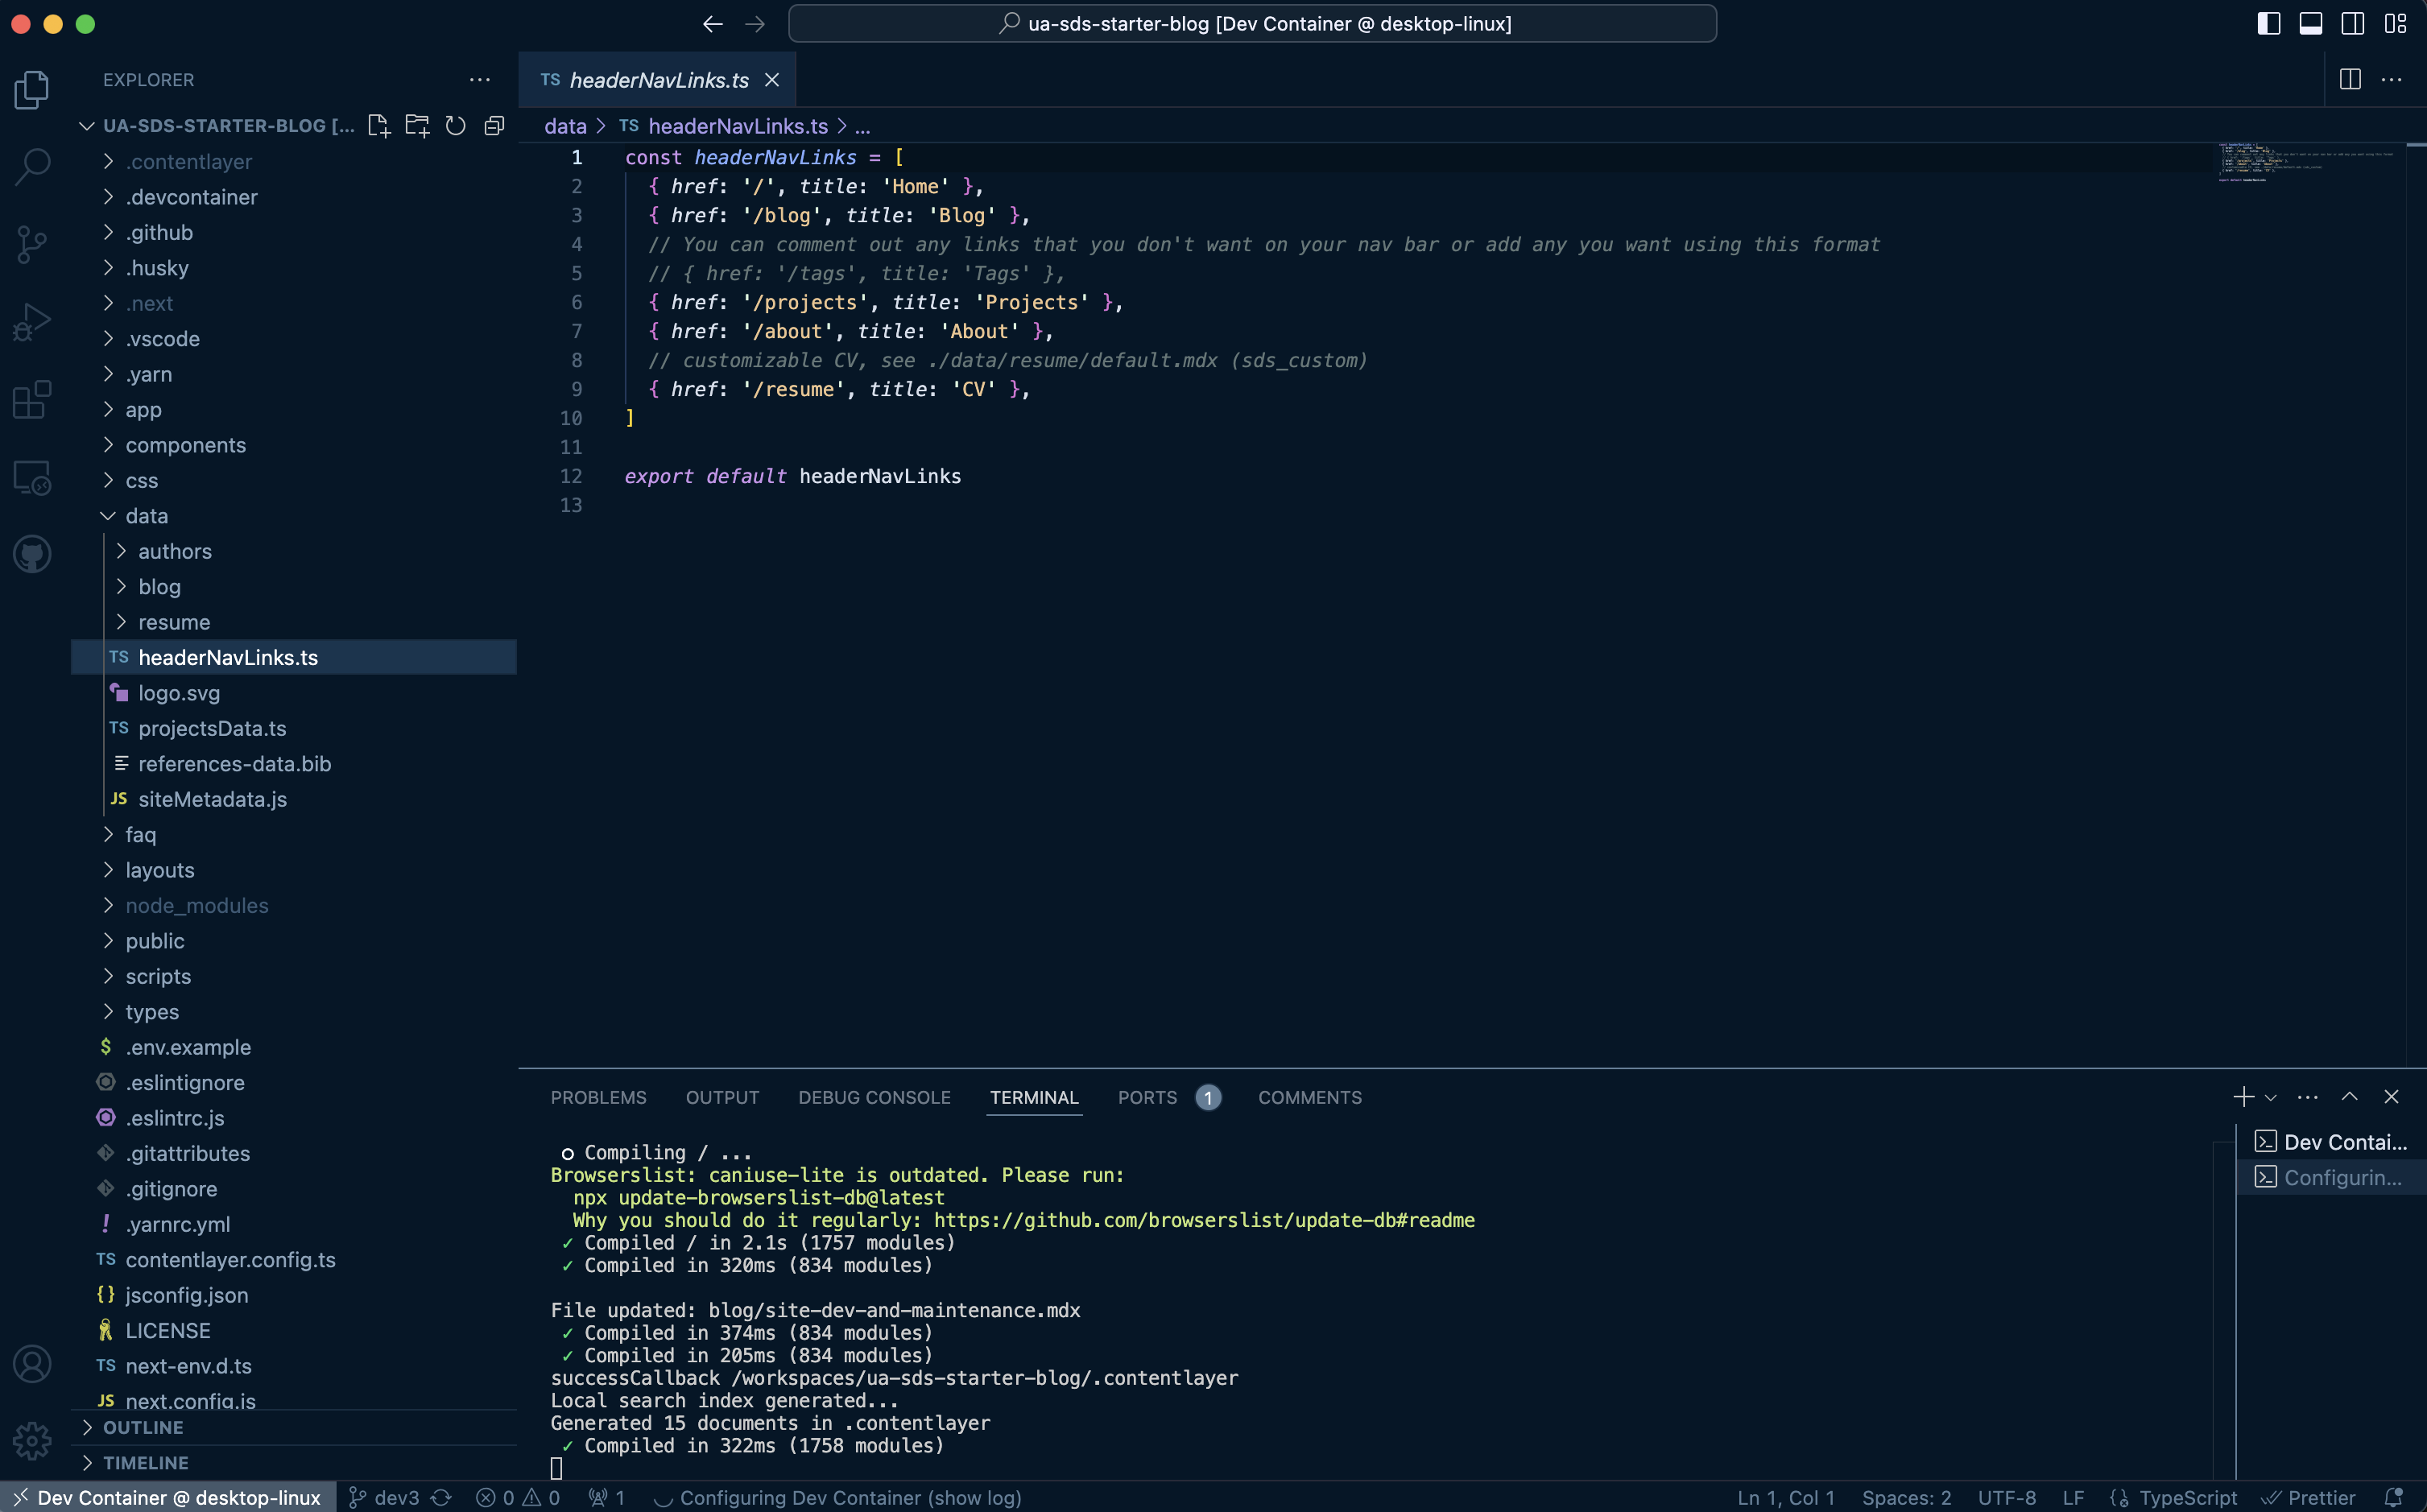 ua-sds-starter-blog [Dev Container @ desktop-linux]
EXPLORER
UA-SDS-STARTER-BLOG [...
.contentlayer
.devcontainer
.github
.husky
.next
.vscode
.yarn
app
components
css
data
authors
blog
resume
TS headerNavLinks.ts
logo.svg
TS projectsData.ts
references-data.bib
JS siteMetadata.js
faq
layouts
node_modules
public
scripts
types
$ .env.example
.eslintignore
.eslintrc.js
.gitattributes
.gitignore
! .yarnrc.yml
TS contentlayer.config.ts
{} jsconfig.json
LICENSE
TS next-env.d.ts
JS next.config.js
OUTLINE
TIMELINE
TS headerNavLinks.ts
data > TS headerNavLinks.ts > ...
1 const headerNavLinks = [
2 { href: '/', title: 'Home' },
3 { href: '/blog', title: 'Blog' },
4 // You can comment out any links that you don't want on your nav bar or add any you want using this format
5 // { href: '/tags', title: 'Tags' },
6 { href: '/projects', title: 'Projects' },
7 { href: '/about', title: 'About' },
8 // customizable CV, see ./data/resume/default.mdx (sds_custom)
9 { href: '/resume', title: 'CV' },
10 ]
11
12 export default headerNavLinks
13
PROBLEMS OUTPUT DEBUG CONSOLE TERMINAL PORTS 1 COMMENTS
○ Compiling / ...
Browserslist: caniuse-lite is outdated. Please run:
npx update-browserslist-db@latest
Why you should do it regularly: https://github.com/browserslist/update-db#readme
✓ Compiled / in 2.1s (1757 modules)
✓ Compiled in 320ms (834 modules)
File updated: blog/site-dev-and-maintenance.mdx
✓ Compiled in 374ms (834 modules)
✓ Compiled in 205ms (834 modules)
successCallback /workspaces/ua-sds-starter-blog/.contentlayer
Local search index generated...
Generated 15 documents in .contentlayer
✓ Compiled in 322ms (1758 modules)
Dev Contai...
Configurin...
Dev Container @ desktop-linux dev3 0 0 1 Configuring Dev Container (show log) Ln 1, Col 1 Spaces: 2 UTF-8 LF TypeScript Prettier